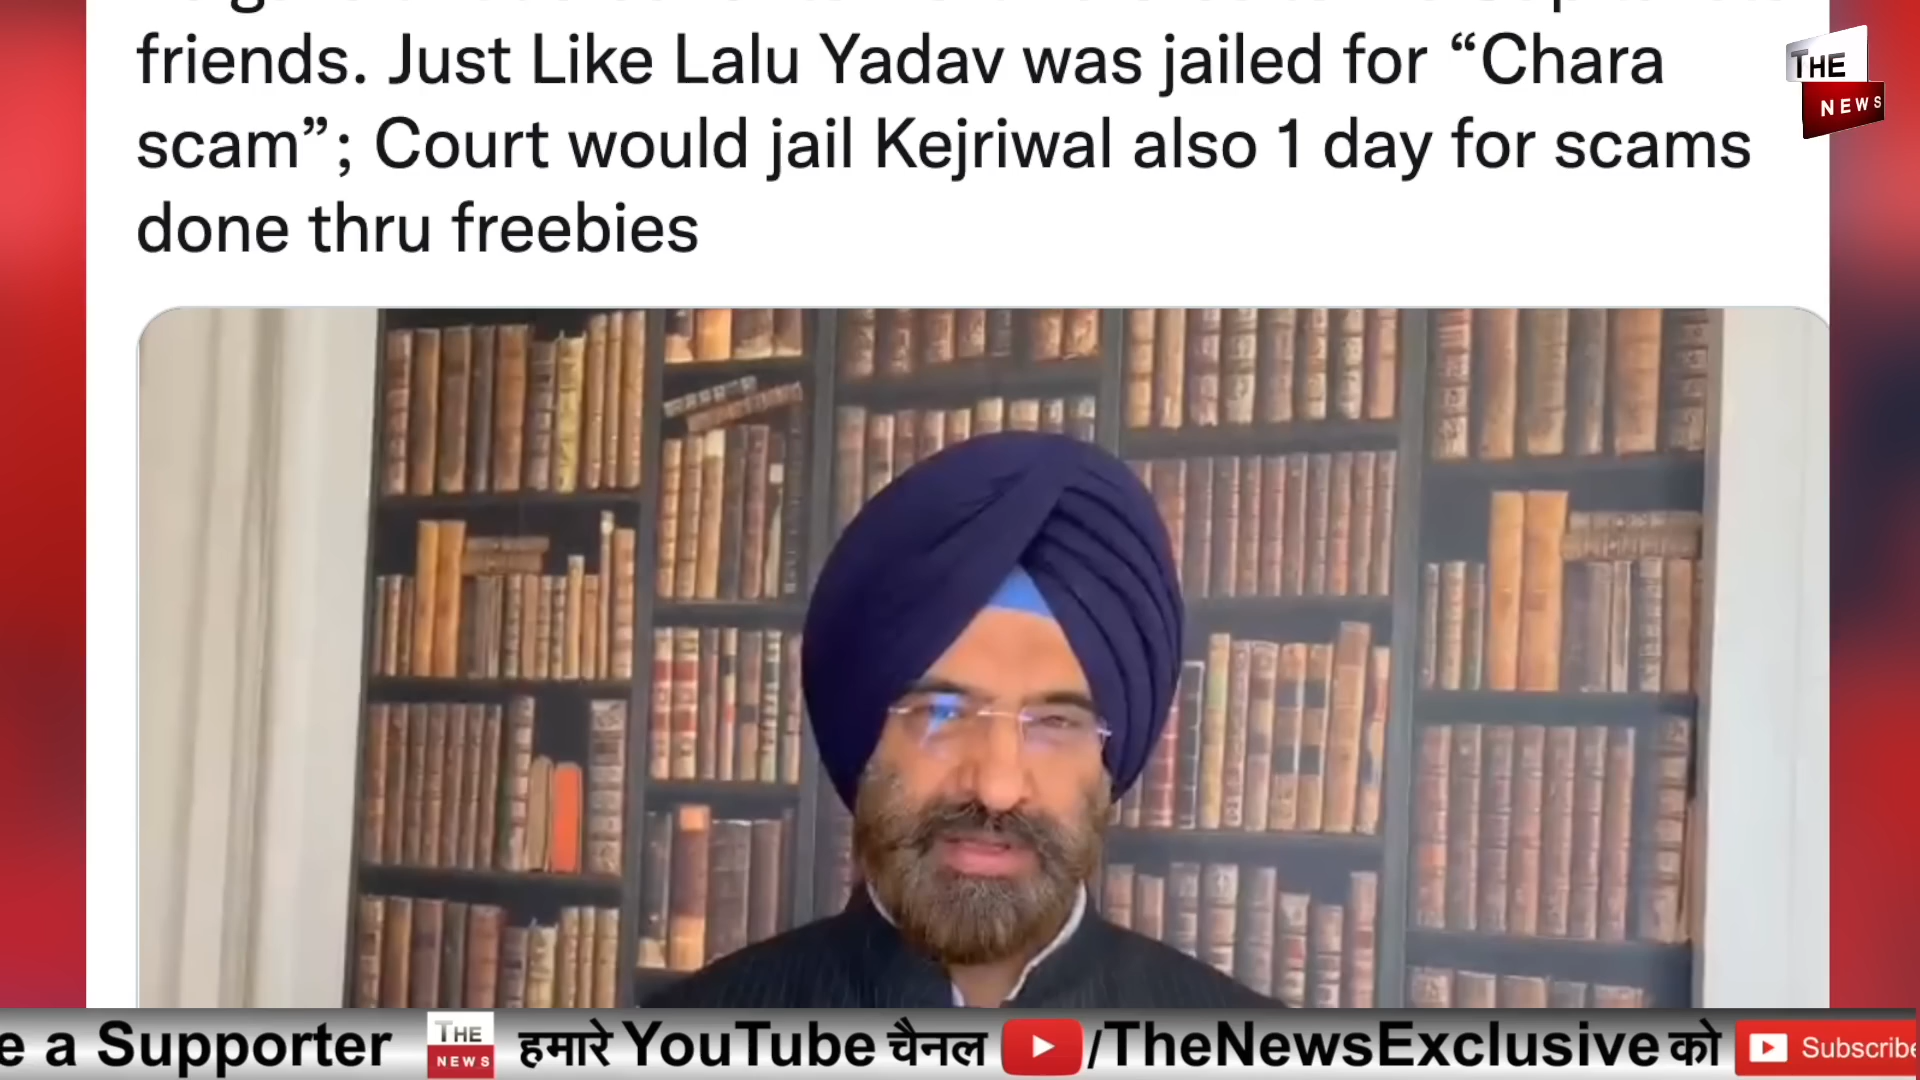 friends. Just Like Lalu Yadav was jailed for “Chara
scam”; Court would jail Kejriwal also 1 day for scams
done thru freebies
THE
NEWS
e a Supporter THE NEWS हमारे YouTube चैनल /TheNewsExclusive को Subscribe